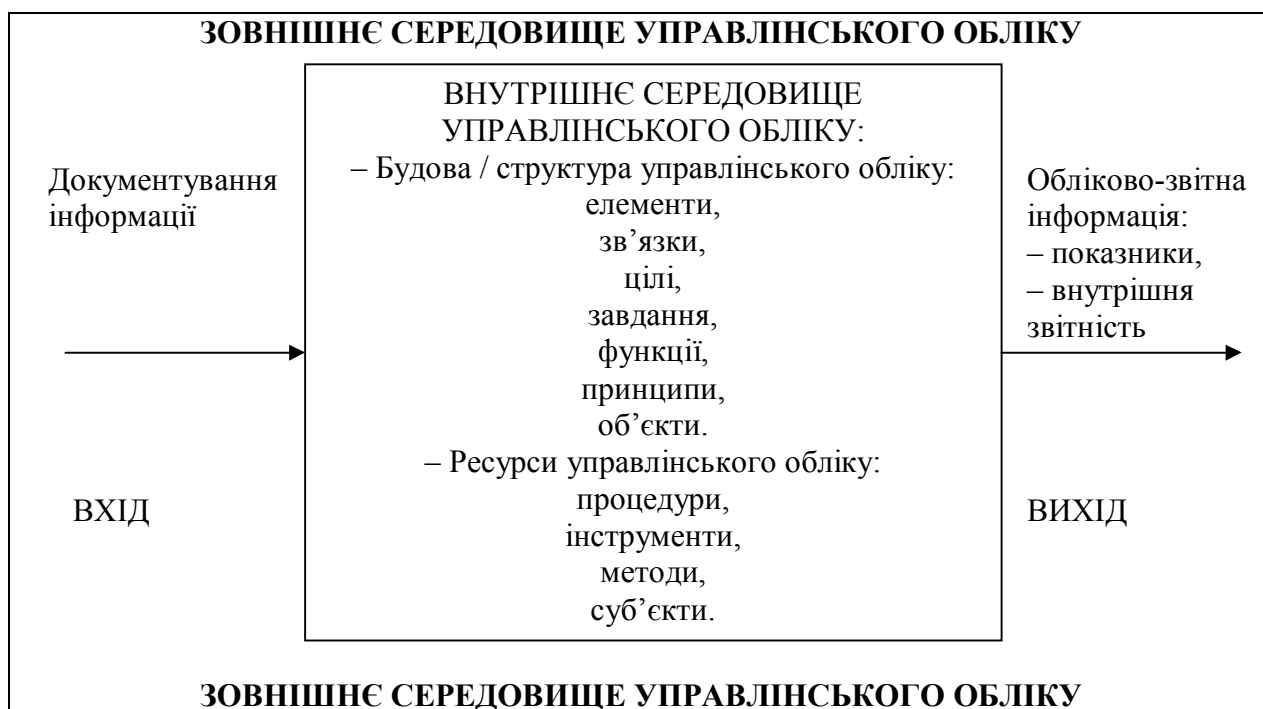 ЗОВНІШНЄ СЕРЕДОВИЩЕ УПРАВЛІНСЬКОГО ОБЛІКУ
Документування
інформації
ВХІД
ВНУТРІШНЄ СЕРЕДОВИЩЕ
УПРАВЛІНСЬКОГО ОБЛІКУ:
– Будова / структура управлінського обліку:
елементи,
зв’язки,
цілі,
завдання,
функції,
принципи,
об’єкти.
– Ресурси управлінського обліку:
процедури,
інструменти,
методи,
суб’єкти.
Обліково-звітна
інформація:
– показники,
– внутрішня
звітність
ВИХІД
ЗОВНІШНЄ СЕРЕДОВИЩЕ УПРАВЛІНСЬКОГО ОБЛІКУ